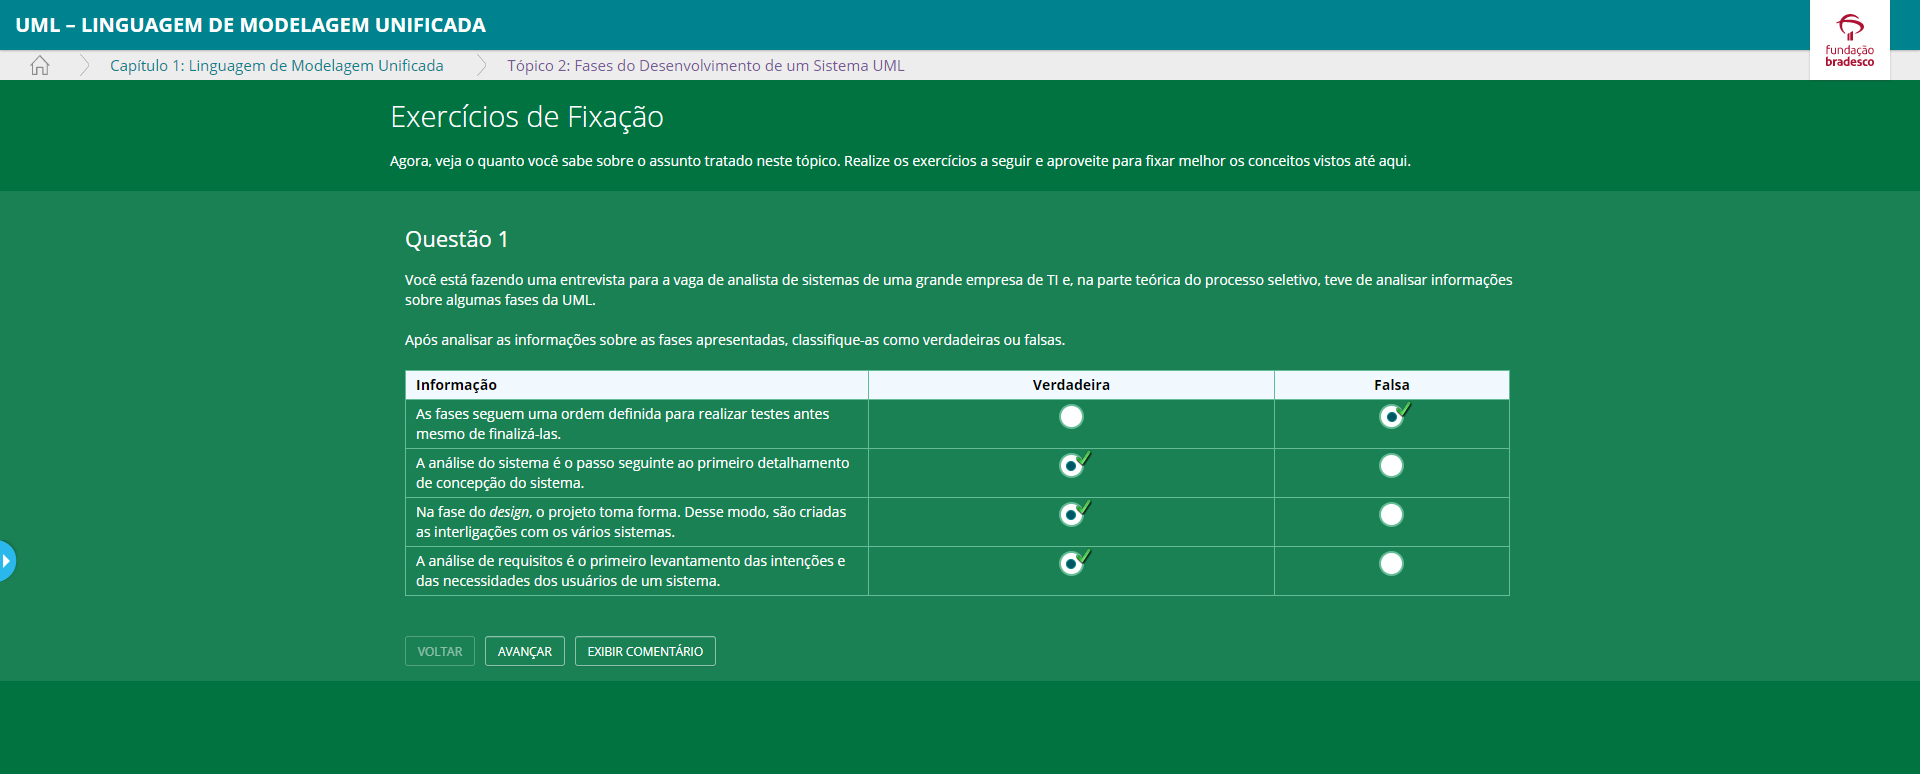 UML – LINGUAGEM DE MODELAGEM UNIFICADA
fundação
bradesco
Capítulo 1: Linguagem de Modelagem Unificada
Tópico 2: Fases do Desenvolvimento de um Sistema UML
Exercícios de Fixação
Agora, veja o quanto você sabe sobre o assunto tratado neste tópico. Realize os exercícios a seguir e aproveite para fixar melhor os conceitos vistos até aqui.
Questão 1
Você está fazendo uma entrevista para a vaga de analista de sistemas de uma grande empresa de TI e, na parte teórica do processo seletivo, teve de analisar informações
sobre algumas fases da UML.
Após analisar as informações sobre as fases apresentadas, classifique-as como verdadeiras ou falsas.
Informação Verdadeira Falsa
As fases seguem uma ordem definida para realizar testes antes
mesmo de finalizá-las.
A análise do sistema é o passo seguinte ao primeiro detalhamento
de concepção do sistema.
Na fase do design, o projeto toma forma. Desse modo, são criadas
as interligações com os vários sistemas.
A análise de requisitos é o primeiro levantamento das intenções e
das necessidades dos usuários de um sistema.
VOLTAR AVANÇAR EXIBIR COMENTÁRIO